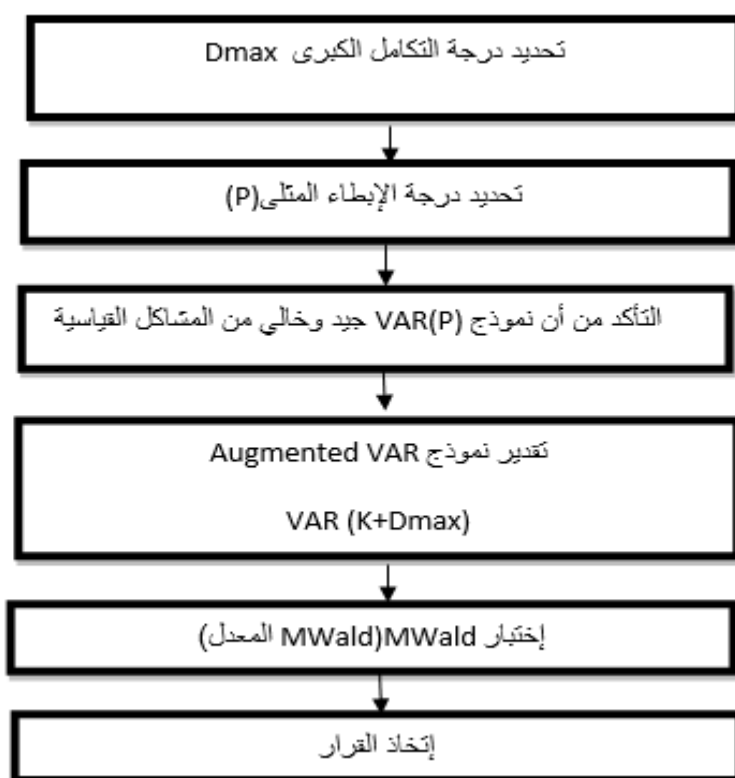 تحديد درجة التكامل الكبرى Dmax
تحديد درجة الإبطاء المثلى(P)
التأكد من أن نموذج VAR(P) جيد وخالي من المشاكل القياسية
تقدير نموذج Augmented VAR
VAR (K+Dmax)
إختبار MWald(MWald المعدل)
إتخاذ القرار